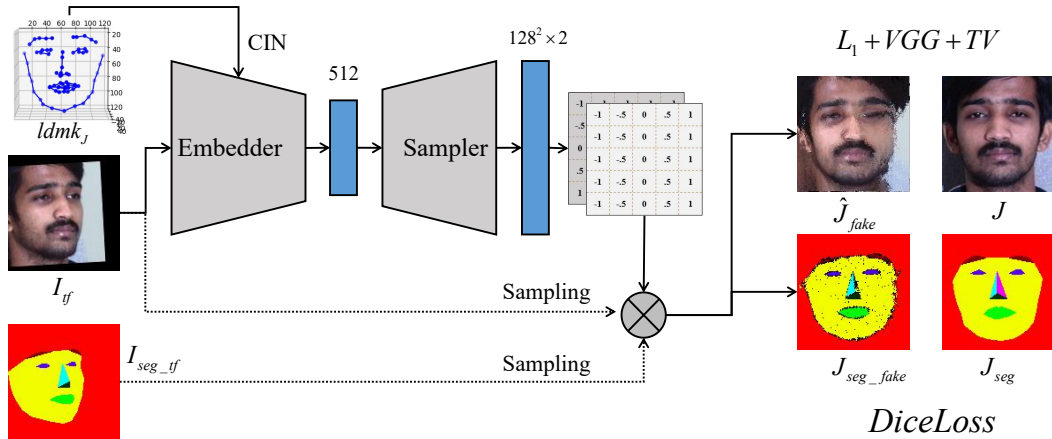 20 40 60 80 100 120
20
40
60
80
100
120
ldmk_J
CIN
Embedder
512
Sampler
128² × 2
-1
-.5
0
.5
1
-1 -.5 0 .5 1
-1 -.5 0 .5 1
-1 -.5 0 .5 1
-1 -.5 0 .5 1
-1 -.5 0 .5 1
L₁ + VGG + TV
Ĵ_fake
J
I_tf
Sampling
I_seg_tf
Sampling
J_seg_fake
J_seg
DiceLoss